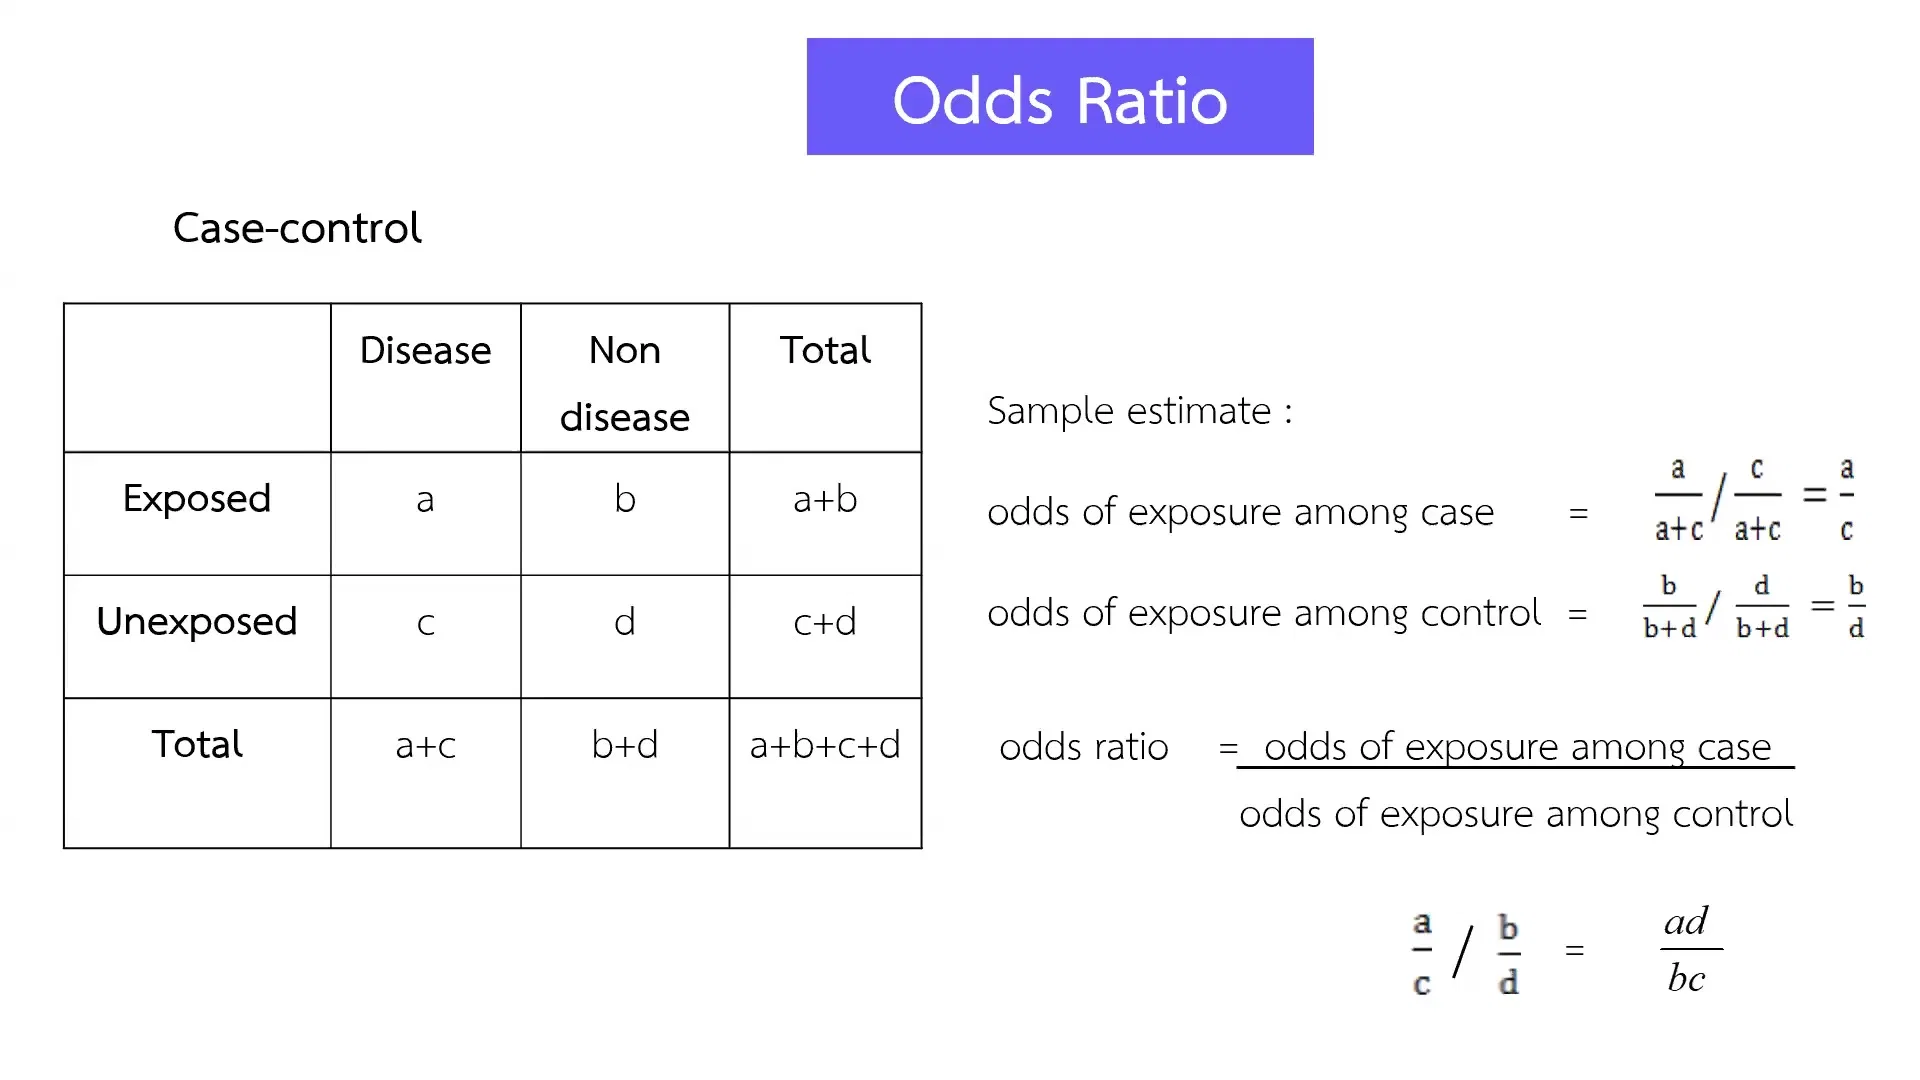 Odds Ratio
Case-control
Disease Non disease Total
Exposed a b a+b
Unexposed c d c+d
Total a+c b+d a+b+c+d
Sample estimate :
odds of exposure among case = a/a+c / c/a+c = a/c
odds of exposure among control = b/b+d / d/b+d = b/d
odds ratio = odds of exposure among case
odds of exposure among control
a/c / b/d = ad/bc